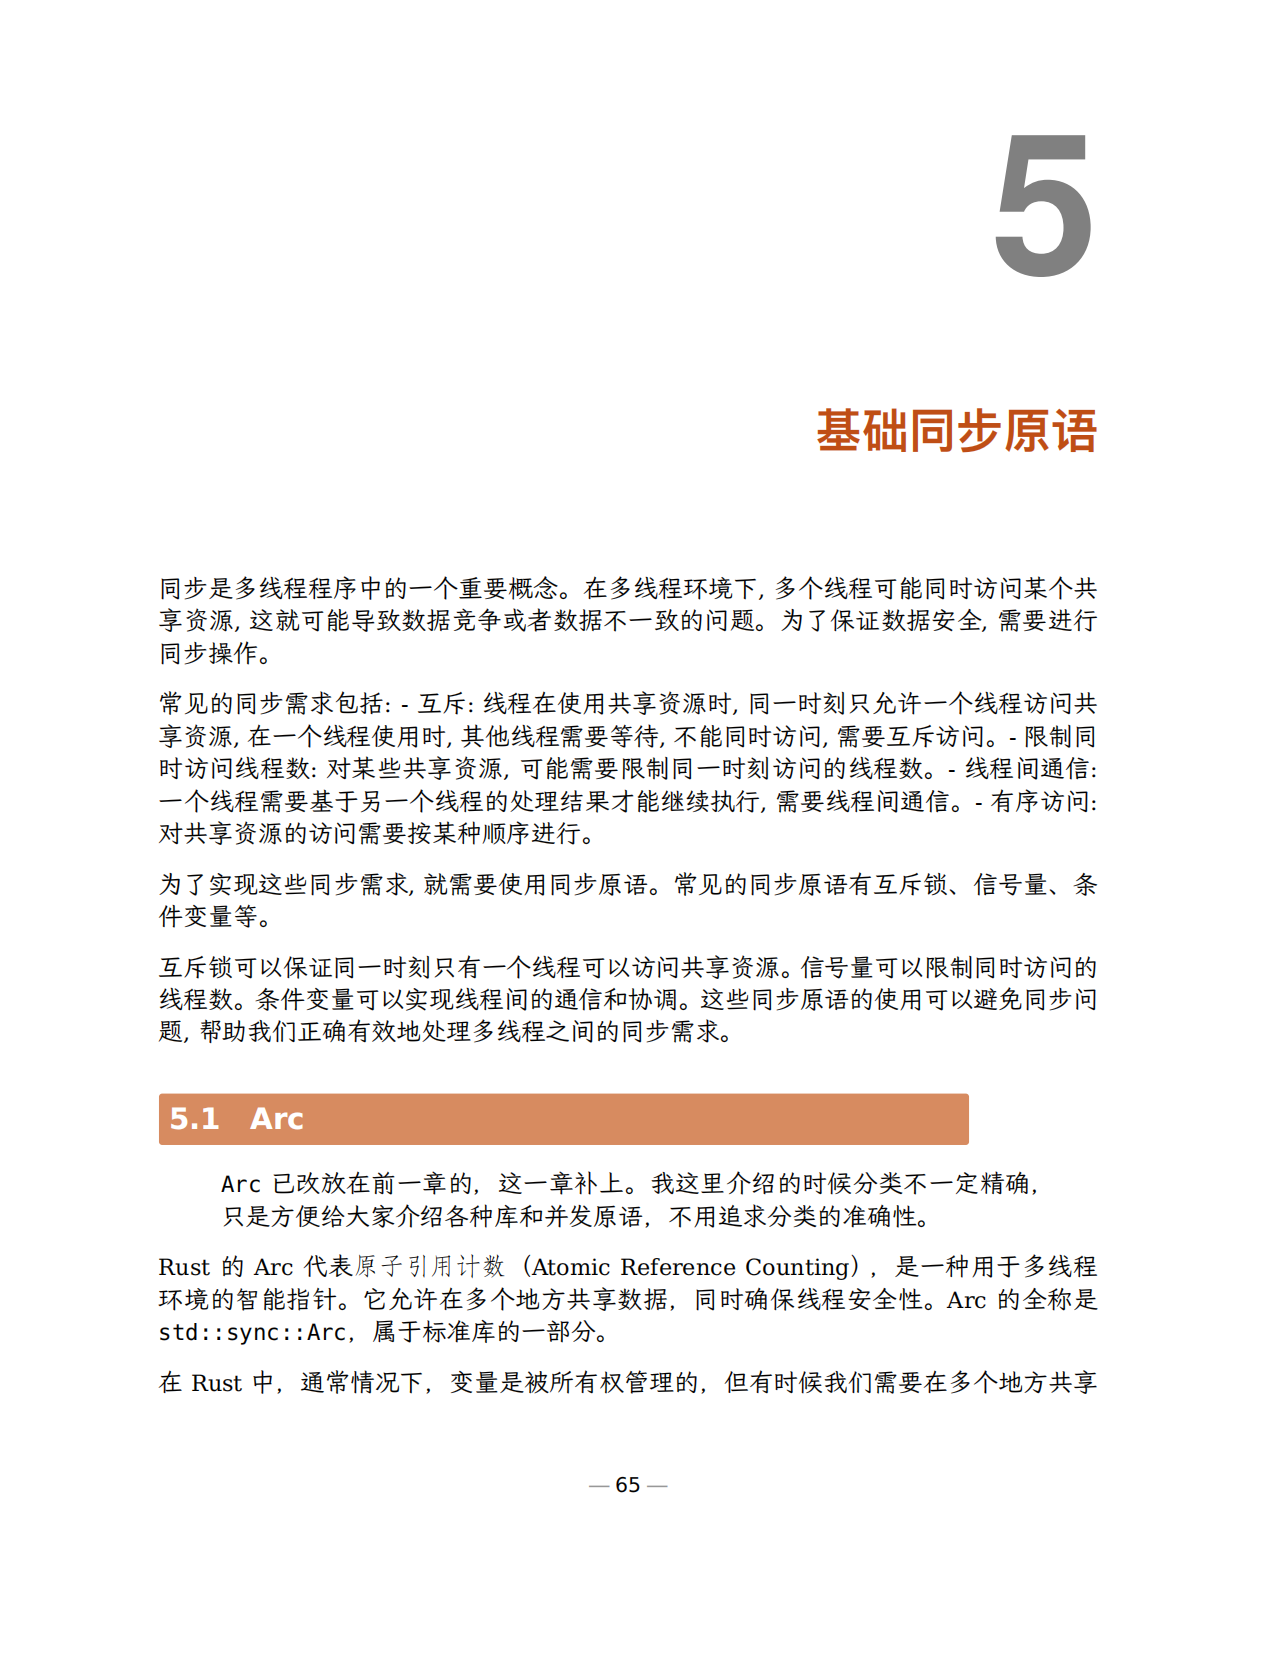 5
基础同步原语
同步是多线程程序中的一个重要概念。在多线程环境下, 多个线程可能同时访问某个共
享资源, 这就可能导致数据竞争或者数据不一致的问题。为了保证数据安全, 需要进行
同步操作。
常见的同步需求包括: - 互斥: 线程在使用共享资源时, 同一时刻只允许一个线程访问共
享资源, 在一个线程使用时, 其他线程需要等待, 不能同时访问, 需要互斥访问。- 限制同
时访问线程数: 对某些共享资源, 可能需要限制同一时刻访问的线程数。- 线程间通信:
一个线程需要基于另一个线程的处理结果才能继续执行, 需要线程间通信。- 有序访问:
对共享资源的访问需要按某种顺序进行。
为了实现这些同步需求, 就需要使用同步原语。常见的同步原语有互斥锁、信号量、条
件变量等。
互斥锁可以保证同一时刻只有一个线程可以访问共享资源。信号量可以限制同时访问的
线程数。条件变量可以实现线程间的通信和协调。这些同步原语的使用可以避免同步问
题, 帮助我们正确有效地处理多线程之间的同步需求。
5.1 Arc
Arc 已改放在前一章的，这一章补上。我这里介绍的时候分类不一定精确，
只是方便给大家介绍各种库和并发原语，不用追求分类的准确性。
Rust 的 Arc 代表原子引用计数（Atomic Reference Counting），是一种用于多线程
环境的智能指针。它允许在多个地方共享数据，同时确保线程安全性。Arc 的全称是
std::sync::Arc，属于标准库的一部分。
在 Rust 中，通常情况下，变量是被所有权管理的，但有时候我们需要在多个地方共享
— 65 —